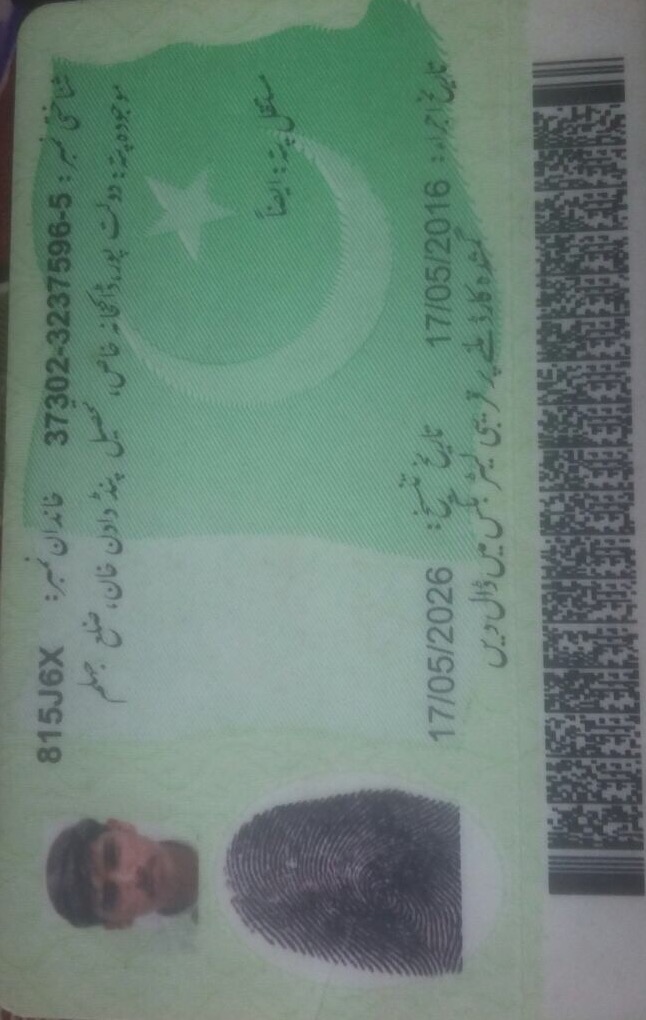 شناختی نمبر: 37302-3237596-5 خاندان نمبر: 815J6X
موجودہ پتہ: دولت پور، ڈاکخانہ خاص، تحصیل پنڈ دادن خان، ضلع جہلم
مستقل پتہ: ایضاً
تاریخ اجراء: 17/05/2016 تاریخ تنسیخ: 17/05/2026
گمشدہ کارڈ ملنے پر قریبی لیٹر بکس میں ڈال دیں